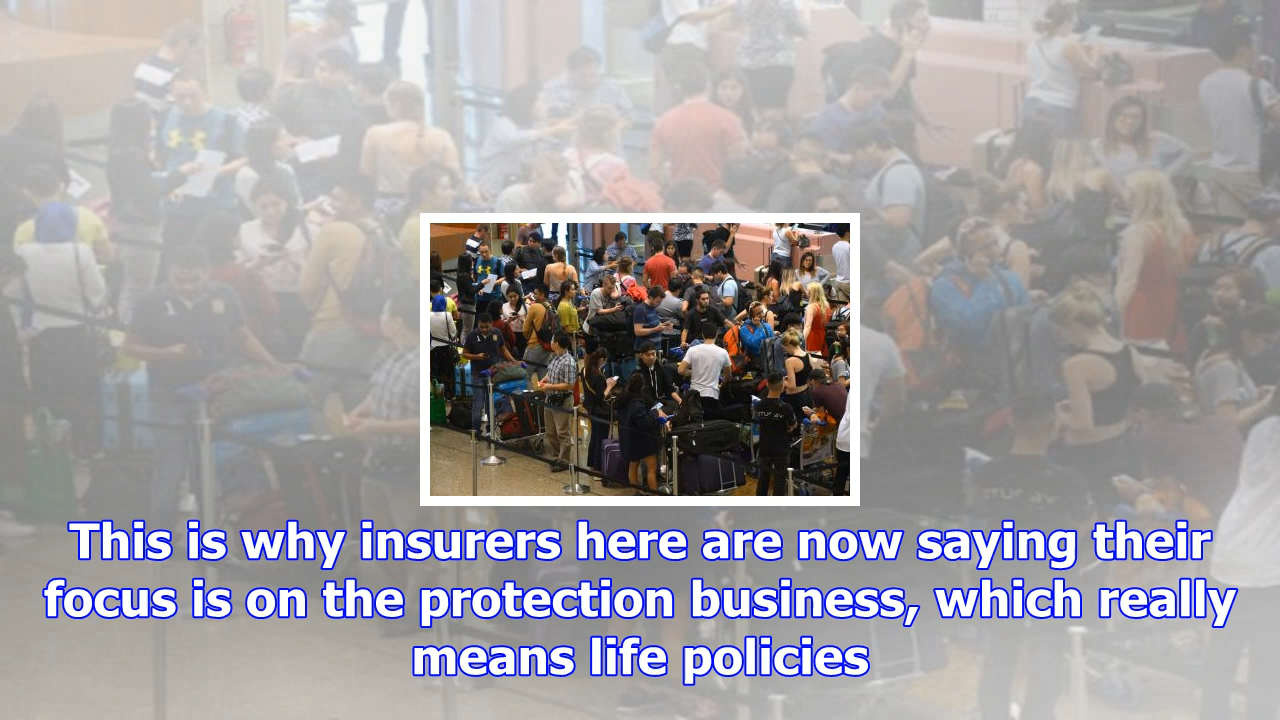 This is why insurers here are now saying their
focus is on the protection business, which really
means life policies